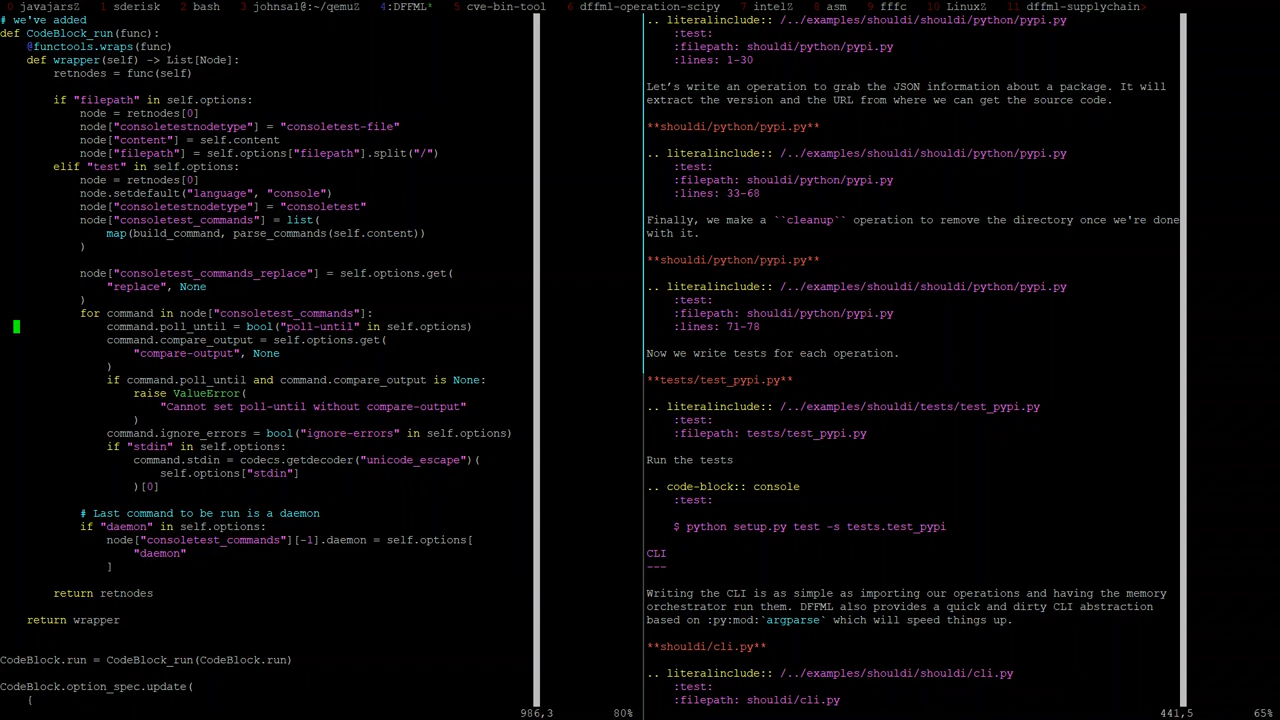 0 javajarsZ 1 sderisk 2 bash 3 johnsal@:~/qemuZ 4:DFFML* 5 cve-bin-tool 6 dffml-operation-scipy 7 intelZ 8 asm 9 fffc 10 LinuxZ 11 dffml-supplychain>
# we've added
def CodeBlock_run(func):
    @functools.wraps(func)
    def wrapper(self) -> List[Node]:
        retnodes = func(self)
        if "filepath" in self.options:
            node = retnodes[0]
            node["consoletestnodetype"] = "consoletest-file"
            node["content"] = self.content
            node["filepath"] = self.options["filepath"].split("/")
        elif "test" in self.options:
            node = retnodes[0]
            node.setdefault("language", "console")
            node["consoletestnodetype"] = "consoletest"
            node["consoletest_commands"] = list(
                map(build_command, parse_commands(self.content))
            )
            node["consoletest_commands_replace"] = self.options.get(
                "replace", None
            )
            for command in node["consoletest_commands"]:
                command.poll_until = bool("poll-until" in self.options)
                command.compare_output = self.options.get(
                    "compare-output", None
                )
                if command.poll_until and command.compare_output is None:
                    raise ValueError(
                        "Cannot set poll-until without compare-output"
                    )
                command.ignore_errors = bool("ignore-errors" in self.options)
                if "stdin" in self.options:
                    command.stdin = codecs.getdecoder("unicode_escape")(
                        self.options["stdin"]
                    )[0]
            # Last command to be run is a daemon
            if "daemon" in self.options:
                node["consoletest_commands"][-1].daemon = self.options[
                    "daemon"
                ]
        return retnodes
    return wrapper
CodeBlock.run = CodeBlock_run(CodeBlock.run)
CodeBlock.option_spec.update(
    {
986,3 80%
.. literalinclude:: /../examples/shouldi/shouldi/python/pypi.py
    :test:
    :filepath: shouldi/python/pypi.py
    :lines: 1-30
Let’s write an operation to grab the JSON information about a package. It will
extract the version and the URL from where we can get the source code.
**shouldi/python/pypi.py**
.. literalinclude:: /../examples/shouldi/shouldi/python/pypi.py
    :test:
    :filepath: shouldi/python/pypi.py
    :lines: 33-68
Finally, we make a ``cleanup`` operation to remove the directory once we're done
with it.
**shouldi/python/pypi.py**
.. literalinclude:: /../examples/shouldi/shouldi/python/pypi.py
    :test:
    :filepath: shouldi/python/pypi.py
    :lines: 71-78
Now we write tests for each operation.
**tests/test_pypi.py**
.. literalinclude:: /../examples/shouldi/tests/test_pypi.py
    :test:
    :filepath: tests/test_pypi.py
Run the tests
.. code-block:: console
    :test:
    $ python setup.py test -s tests.test_pypi
CLI
---
Writing the CLI is as simple as importing our operations and having the memory
orchestrator run them. DFFML also provides a quick and dirty CLI abstraction
based on :py:mod:`argparse` which will speed things up.
**shouldi/cli.py**
.. literalinclude:: /../examples/shouldi/shouldi/cli.py
    :test:
    :filepath: shouldi/cli.py
441,5 65%